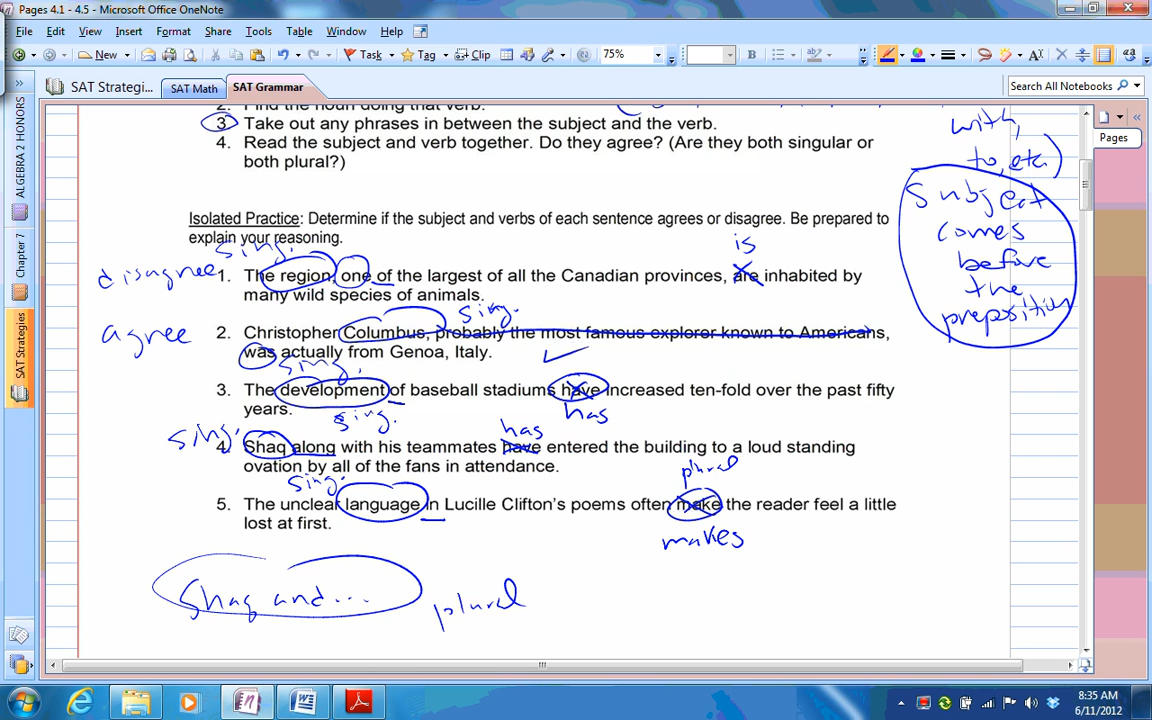 Pages 4.1 - 4.5 - Microsoft Office OneNote
File Edit View Insert Format Share Tools Table Window Help
New Task Tag Clip 75% B ab
SAT Strategi... SAT Math SAT Grammar Search All Notebooks
Pages
ALGEBRA 2 HONORS
Chapter 7
SAT Strategies
2. Find the noun doing that verb.
3 Take out any phrases in between the subject and the verb.
4. Read the subject and verb together. Do they agree? (Are they both singular or
both plural?)
with,
to, etc)
Subject
comes
before
the
preposition
Isolated Practice: Determine if the subject and verbs of each sentence agrees or disagree. Be prepared to
explain your reasoning.
sing. is
disagree 1. The region, one of the largest of all the Canadian provinces, are inhabited by
many wild species of animals.
sing.
agree 2. Christopher Columbus, probably the most famous explorer known to Americans,
was actually from Genoa, Italy.
sing.
3. The development of baseball stadiums have increased ten-fold over the past fifty
years.
sing. has
sing. has
4. Shaq along with his teammates have entered the building to a loud standing
ovation by all of the fans in attendance.
sing. plural
5. The unclear language in Lucille Clifton's poems often make the reader feel a little
lost at first.
makes
Shaq and... plural
8:35 AM
6/11/2012